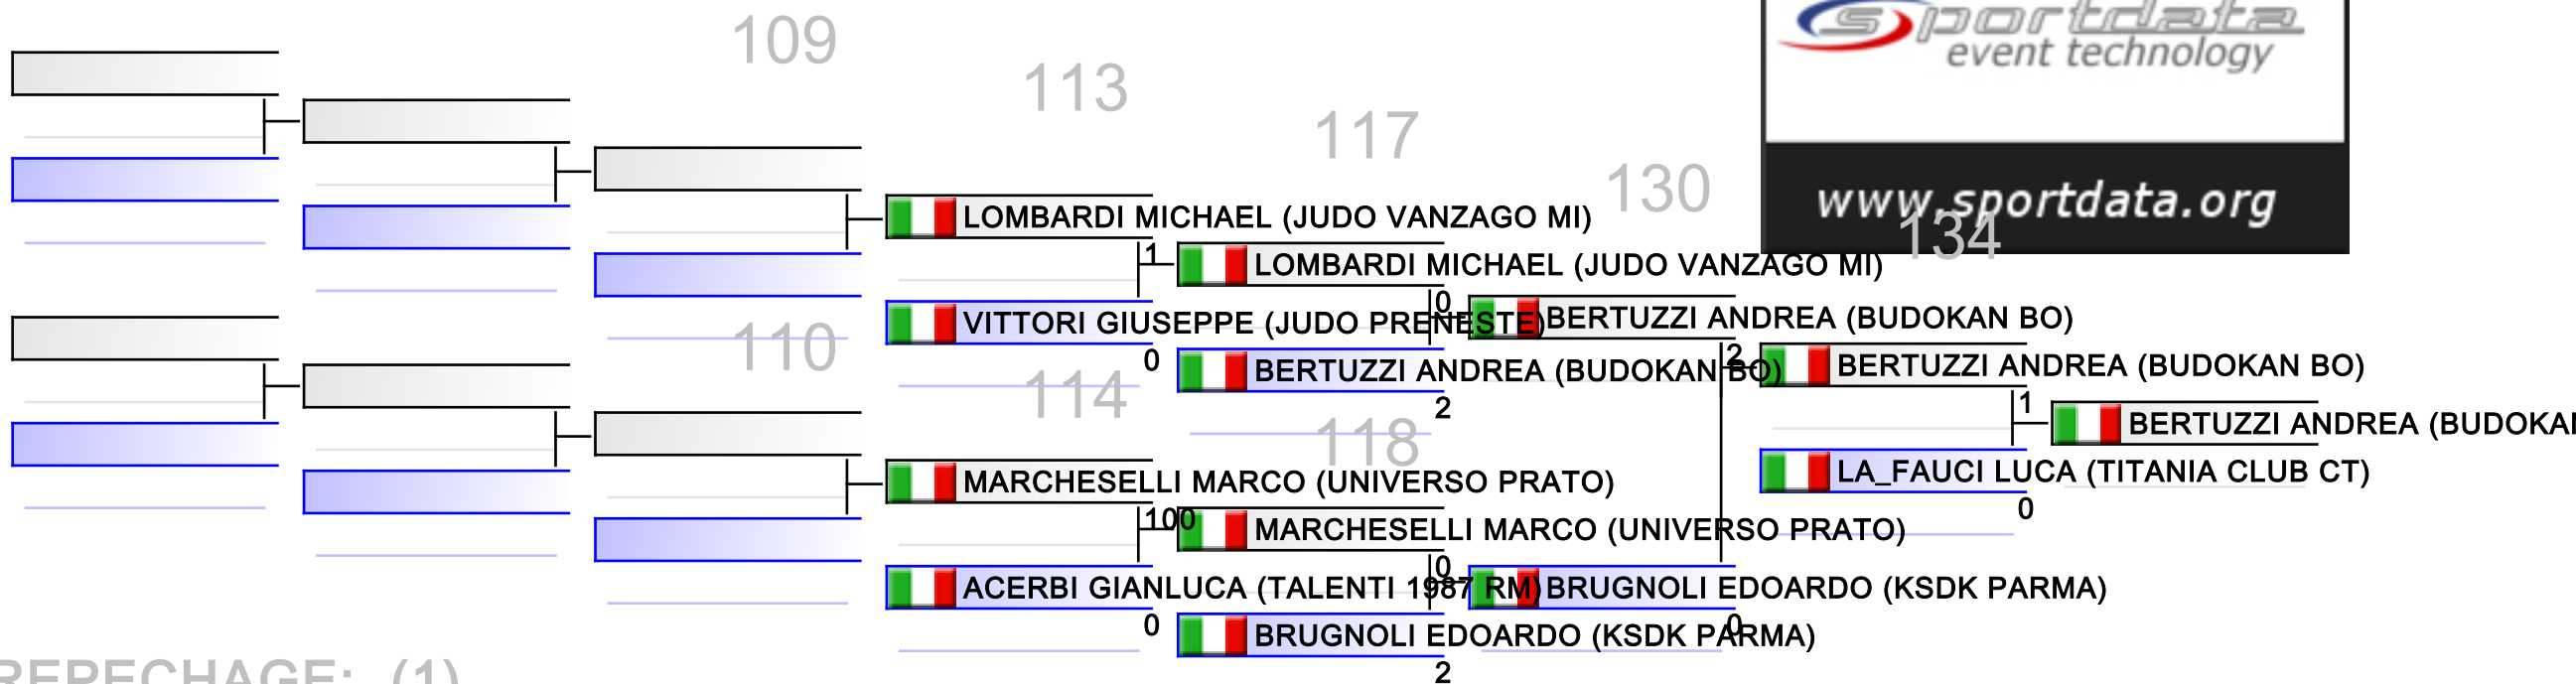 109
sportdata
event technology
113
117
130
www.sportdata.org
134
LOMBARDI MICHAEL (JUDO VANZAGO MI)
1
LOMBARDI MICHAEL (JUDO VANZAGO MI)
0
VITTORI GIUSEPPE (JUDO PRENESTE)
BERTUZZI ANDREA (BUDOKAN BO)
110
0
2
BERTUZZI ANDREA (BUDOKAN BO)
BERTUZZI ANDREA (BUDOKAN BO)
114
2
1
118
BERTUZZI ANDREA (BUDOKA
LA_FAUCI LUCA (TITANIA CLUB CT)
0
MARCHESELLI MARCO (UNIVERSO PRATO)
100
MARCHESELLI MARCO (UNIVERSO PRATO)
0
ACERBI GIANLUCA (TALENTI 1987 RM)
BRUGNOLI EDOARDO (KSDK PARMA)
0
0
BRUGNOLI EDOARDO (KSDK PARMA)
2
REPECHAGE: (1)